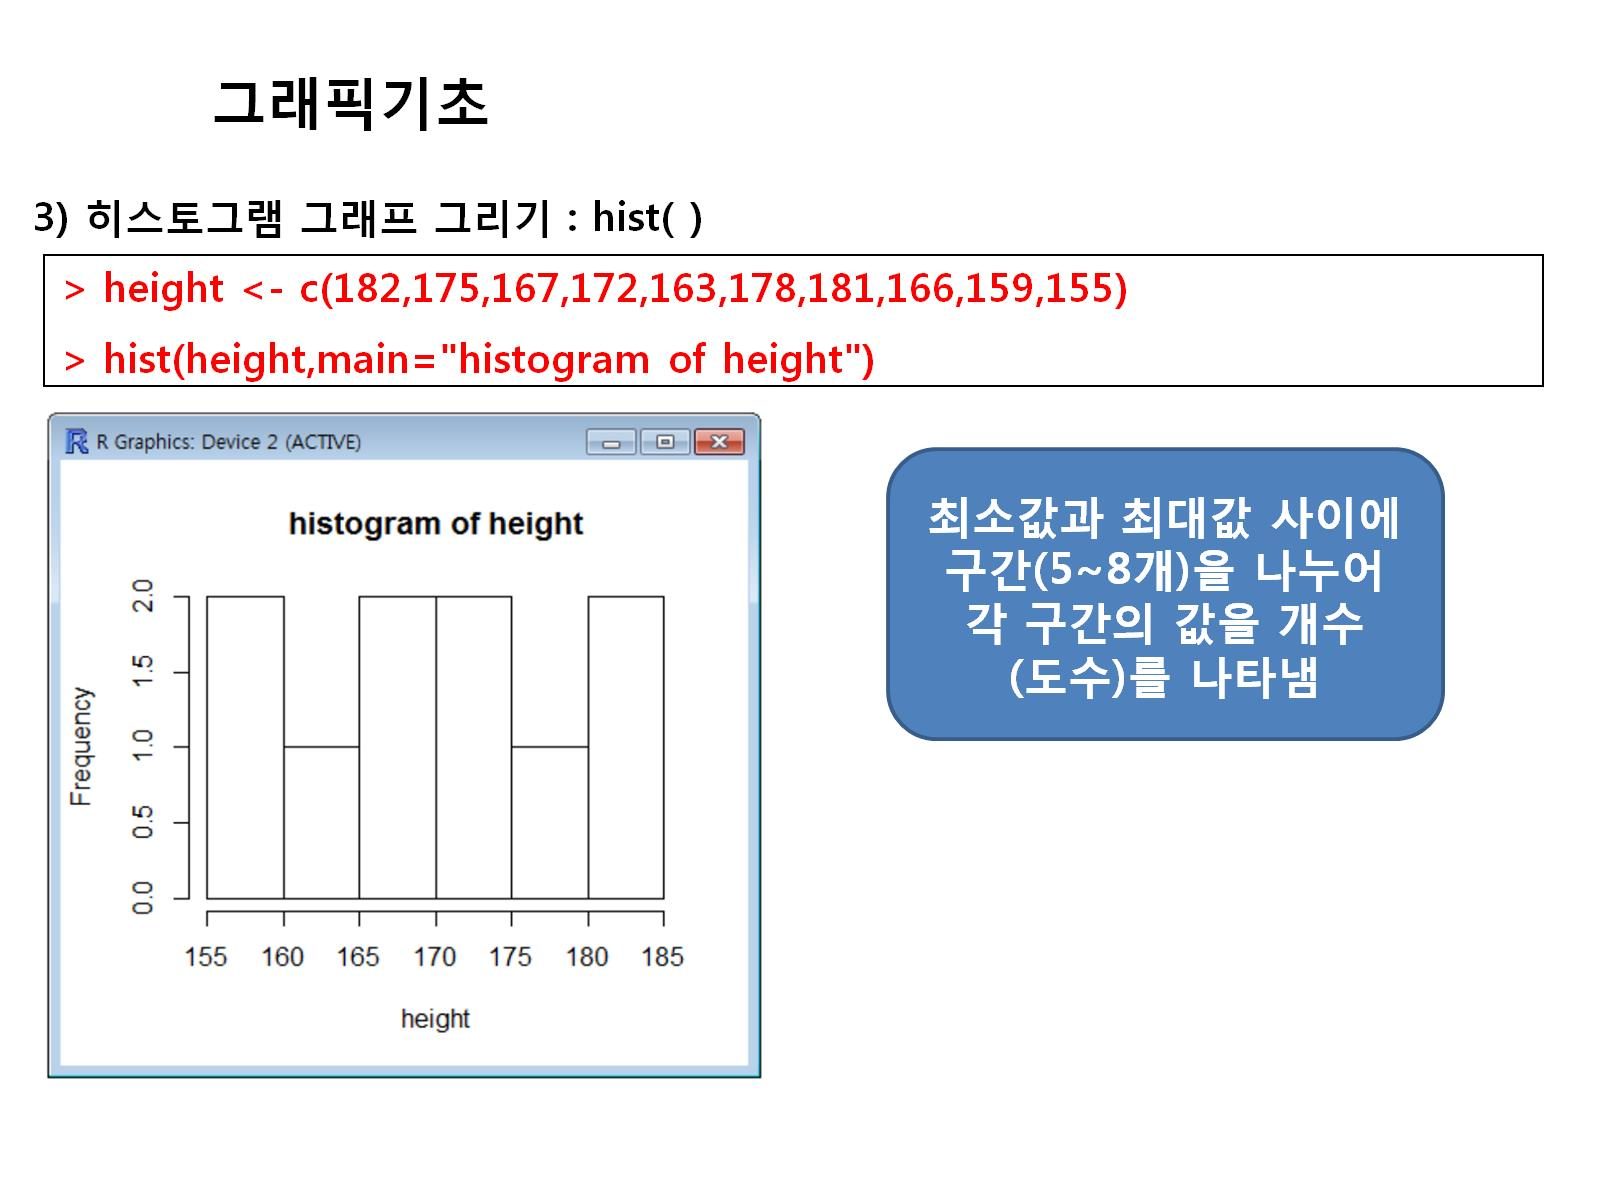 그래픽기초
3) 히스토그램 그래프 그리기 : hist( )
> height <- c(182,175,167,172,163,178,181,166,159,155)
> hist(height,main="histogram of height")
R Graphics: Device 2 (ACTIVE)
histogram of height
Frequency
2.0
1.5
1.0
0.5
0.0
155 160 165 170 175 180 185
height
최소값과 최대값 사이에
구간(5~8개)을 나누어
각 구간의 값을 개수
(도수)를 나타냄